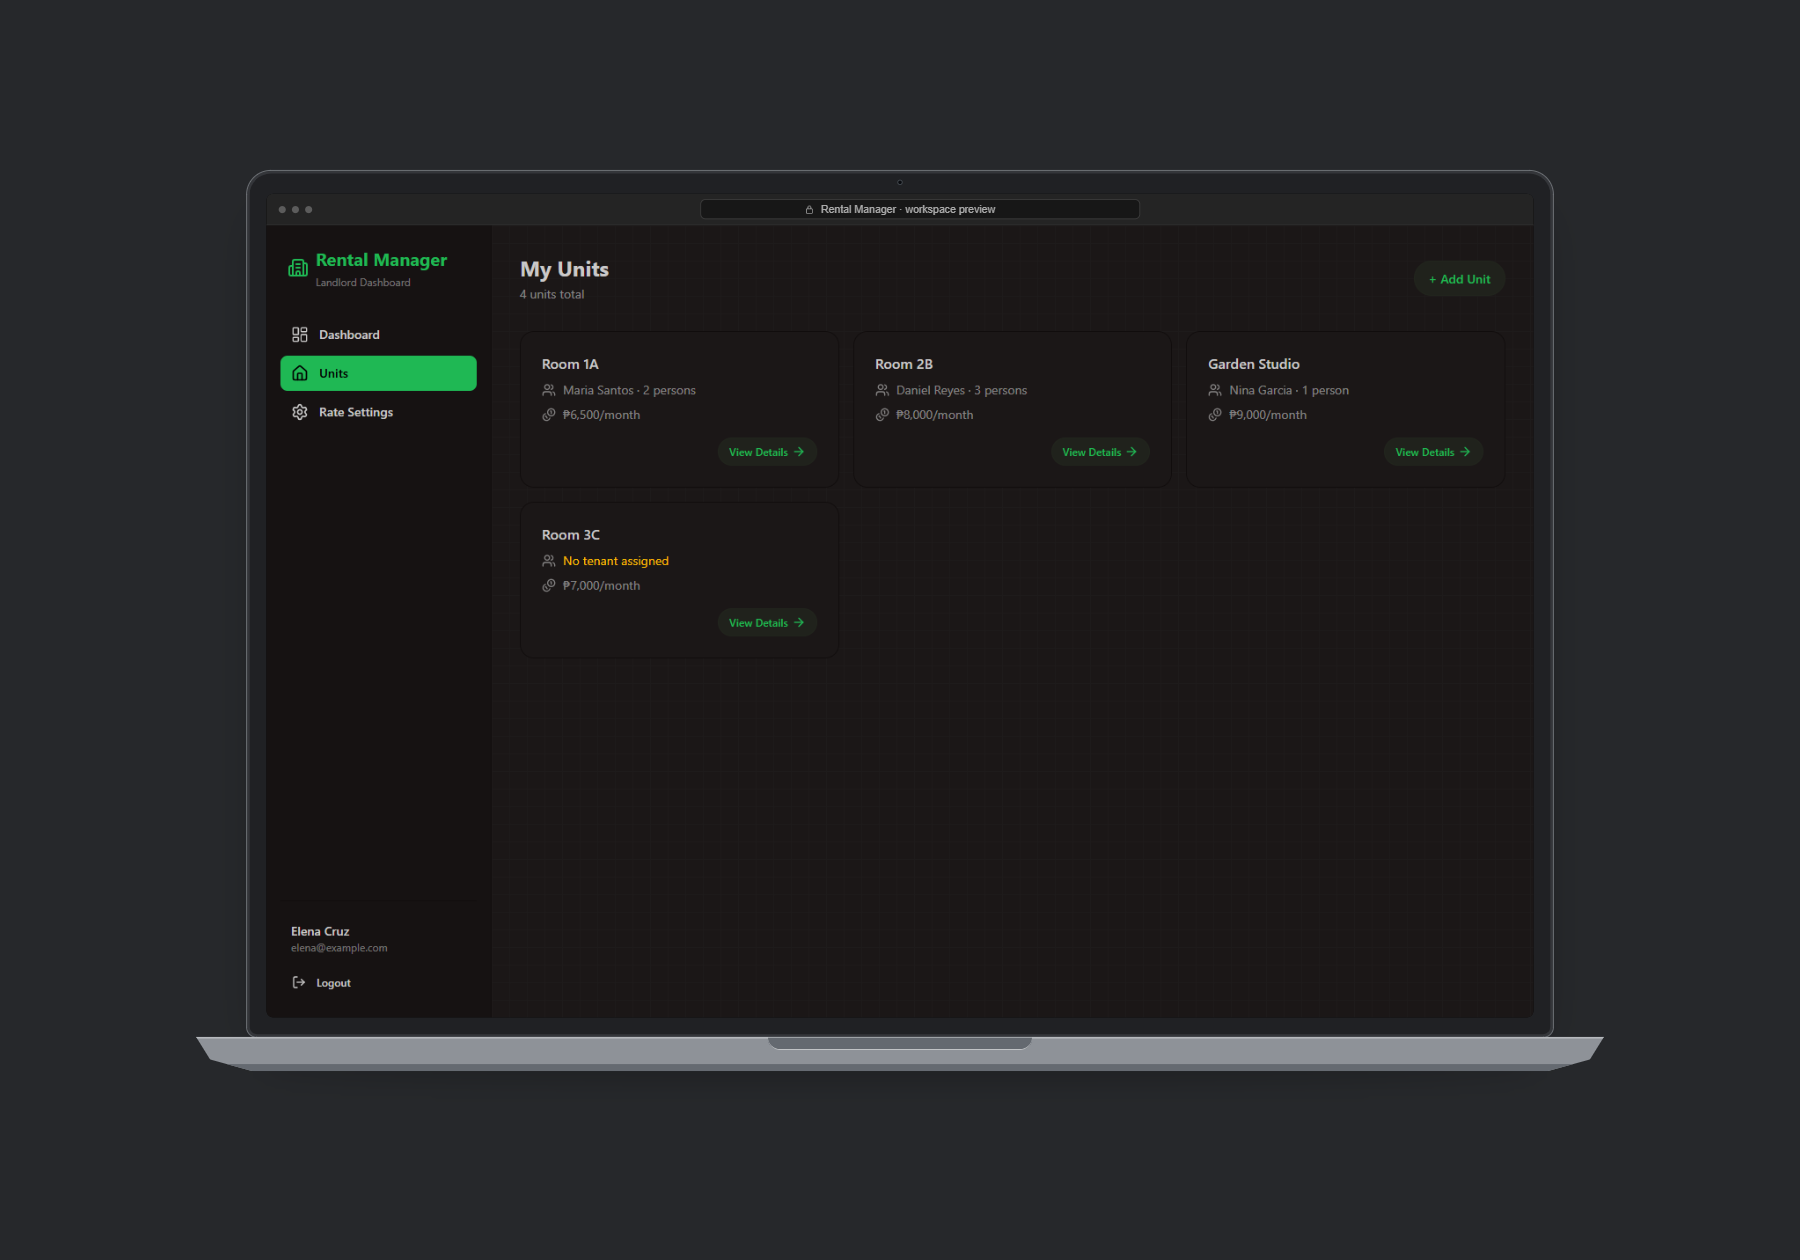 Rental Manager · workspace preview
Rental Manager
Landlord Dashboard
Dashboard
Units
Rate Settings
Elena Cruz
elena@example.com
Logout
My Units
4 units total
+ Add Unit
Room 1A
Maria Santos · 2 persons
₱6,500/month
View Details →
Room 2B
Daniel Reyes · 3 persons
₱8,000/month
View Details →
Garden Studio
Nina Garcia · 1 person
₱9,000/month
View Details →
Room 3C
No tenant assigned
₱7,000/month
View Details →